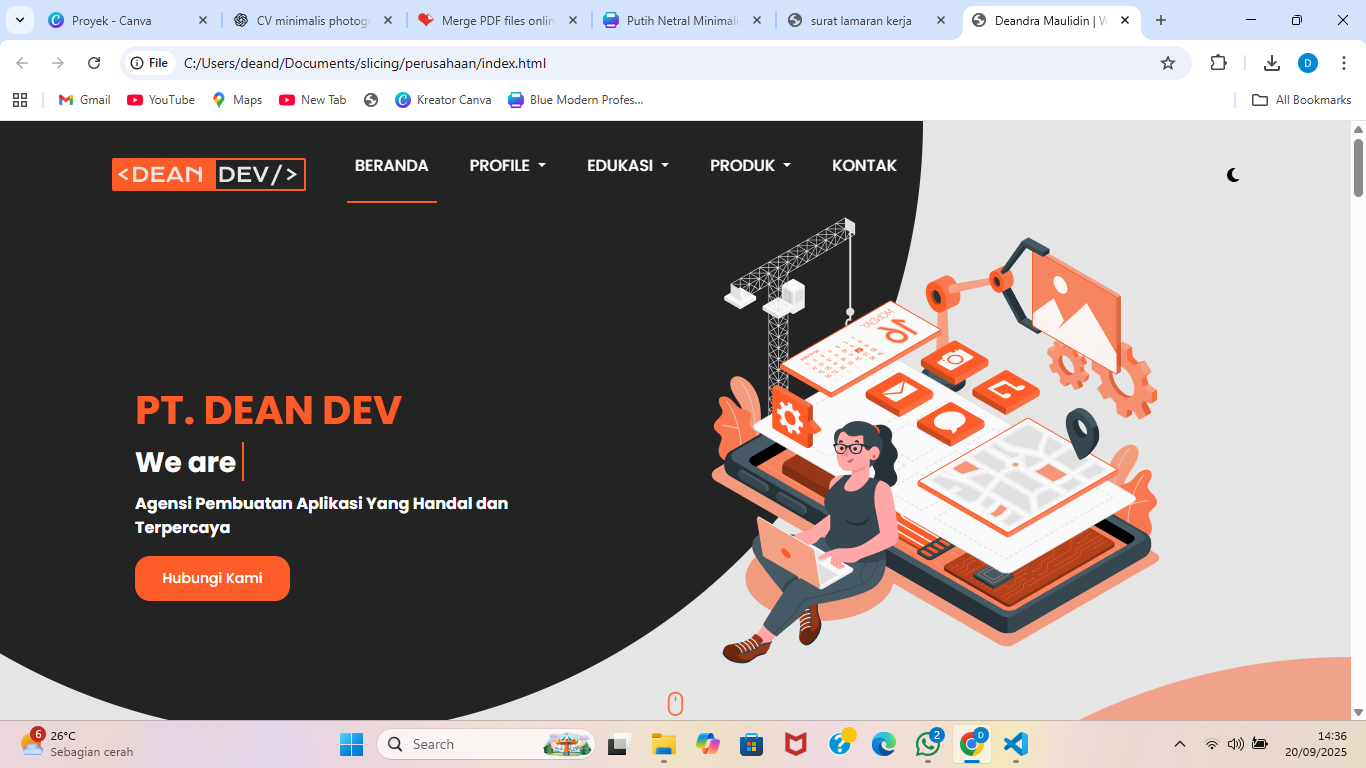 Proyek - Canva
CV minimalis photogr
Merge PDF files onlin
Putih Netral Minimali
surat lamaran kerja
Deandra Maulidin | W
File
C:/Users/deand/Documents/slicing/perusahaan/index.html
D
Gmail
YouTube
Maps
New Tab
Kreator Canva
Blue Modern Profes...
All Bookmarks
<DEAN DEV/>
BERANDA
PROFILE
EDUKASI
PRODUK
KONTAK
MONDAY
16
PT. DEAN DEV
We are
Agensi Pembuatan Aplikasi Yang Handal dan
Terpercaya
Hubungi Kami
6
26°C
Sebagian cerah
Search
2
D
14:36
20/09/2025